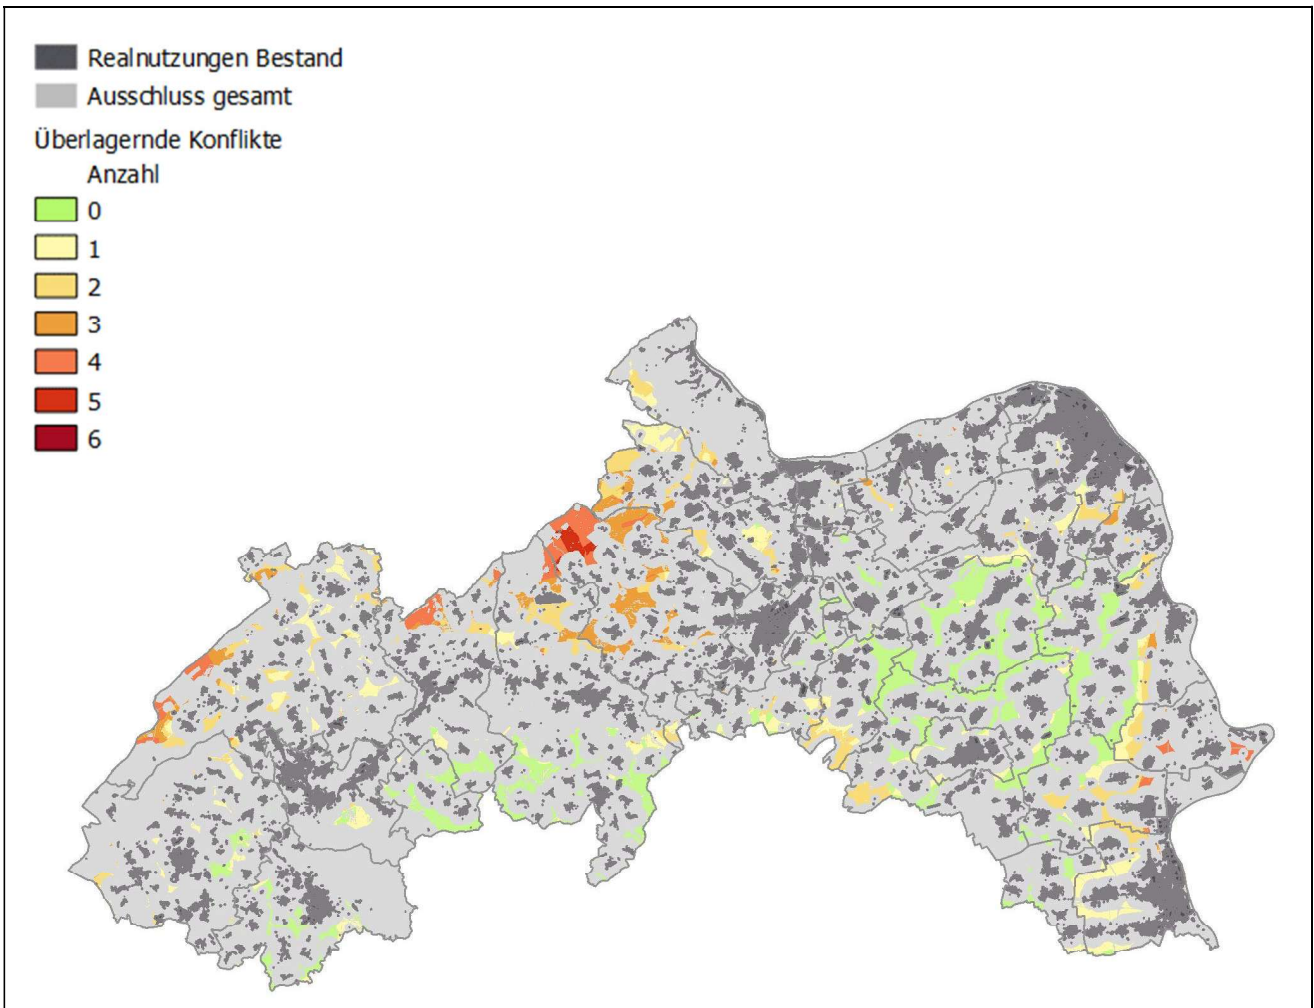 Realnutzungen Bestand
Ausschluss gesamt
Überlagernde Konflikte
Anzahl
0
1
2
3
4
5
6